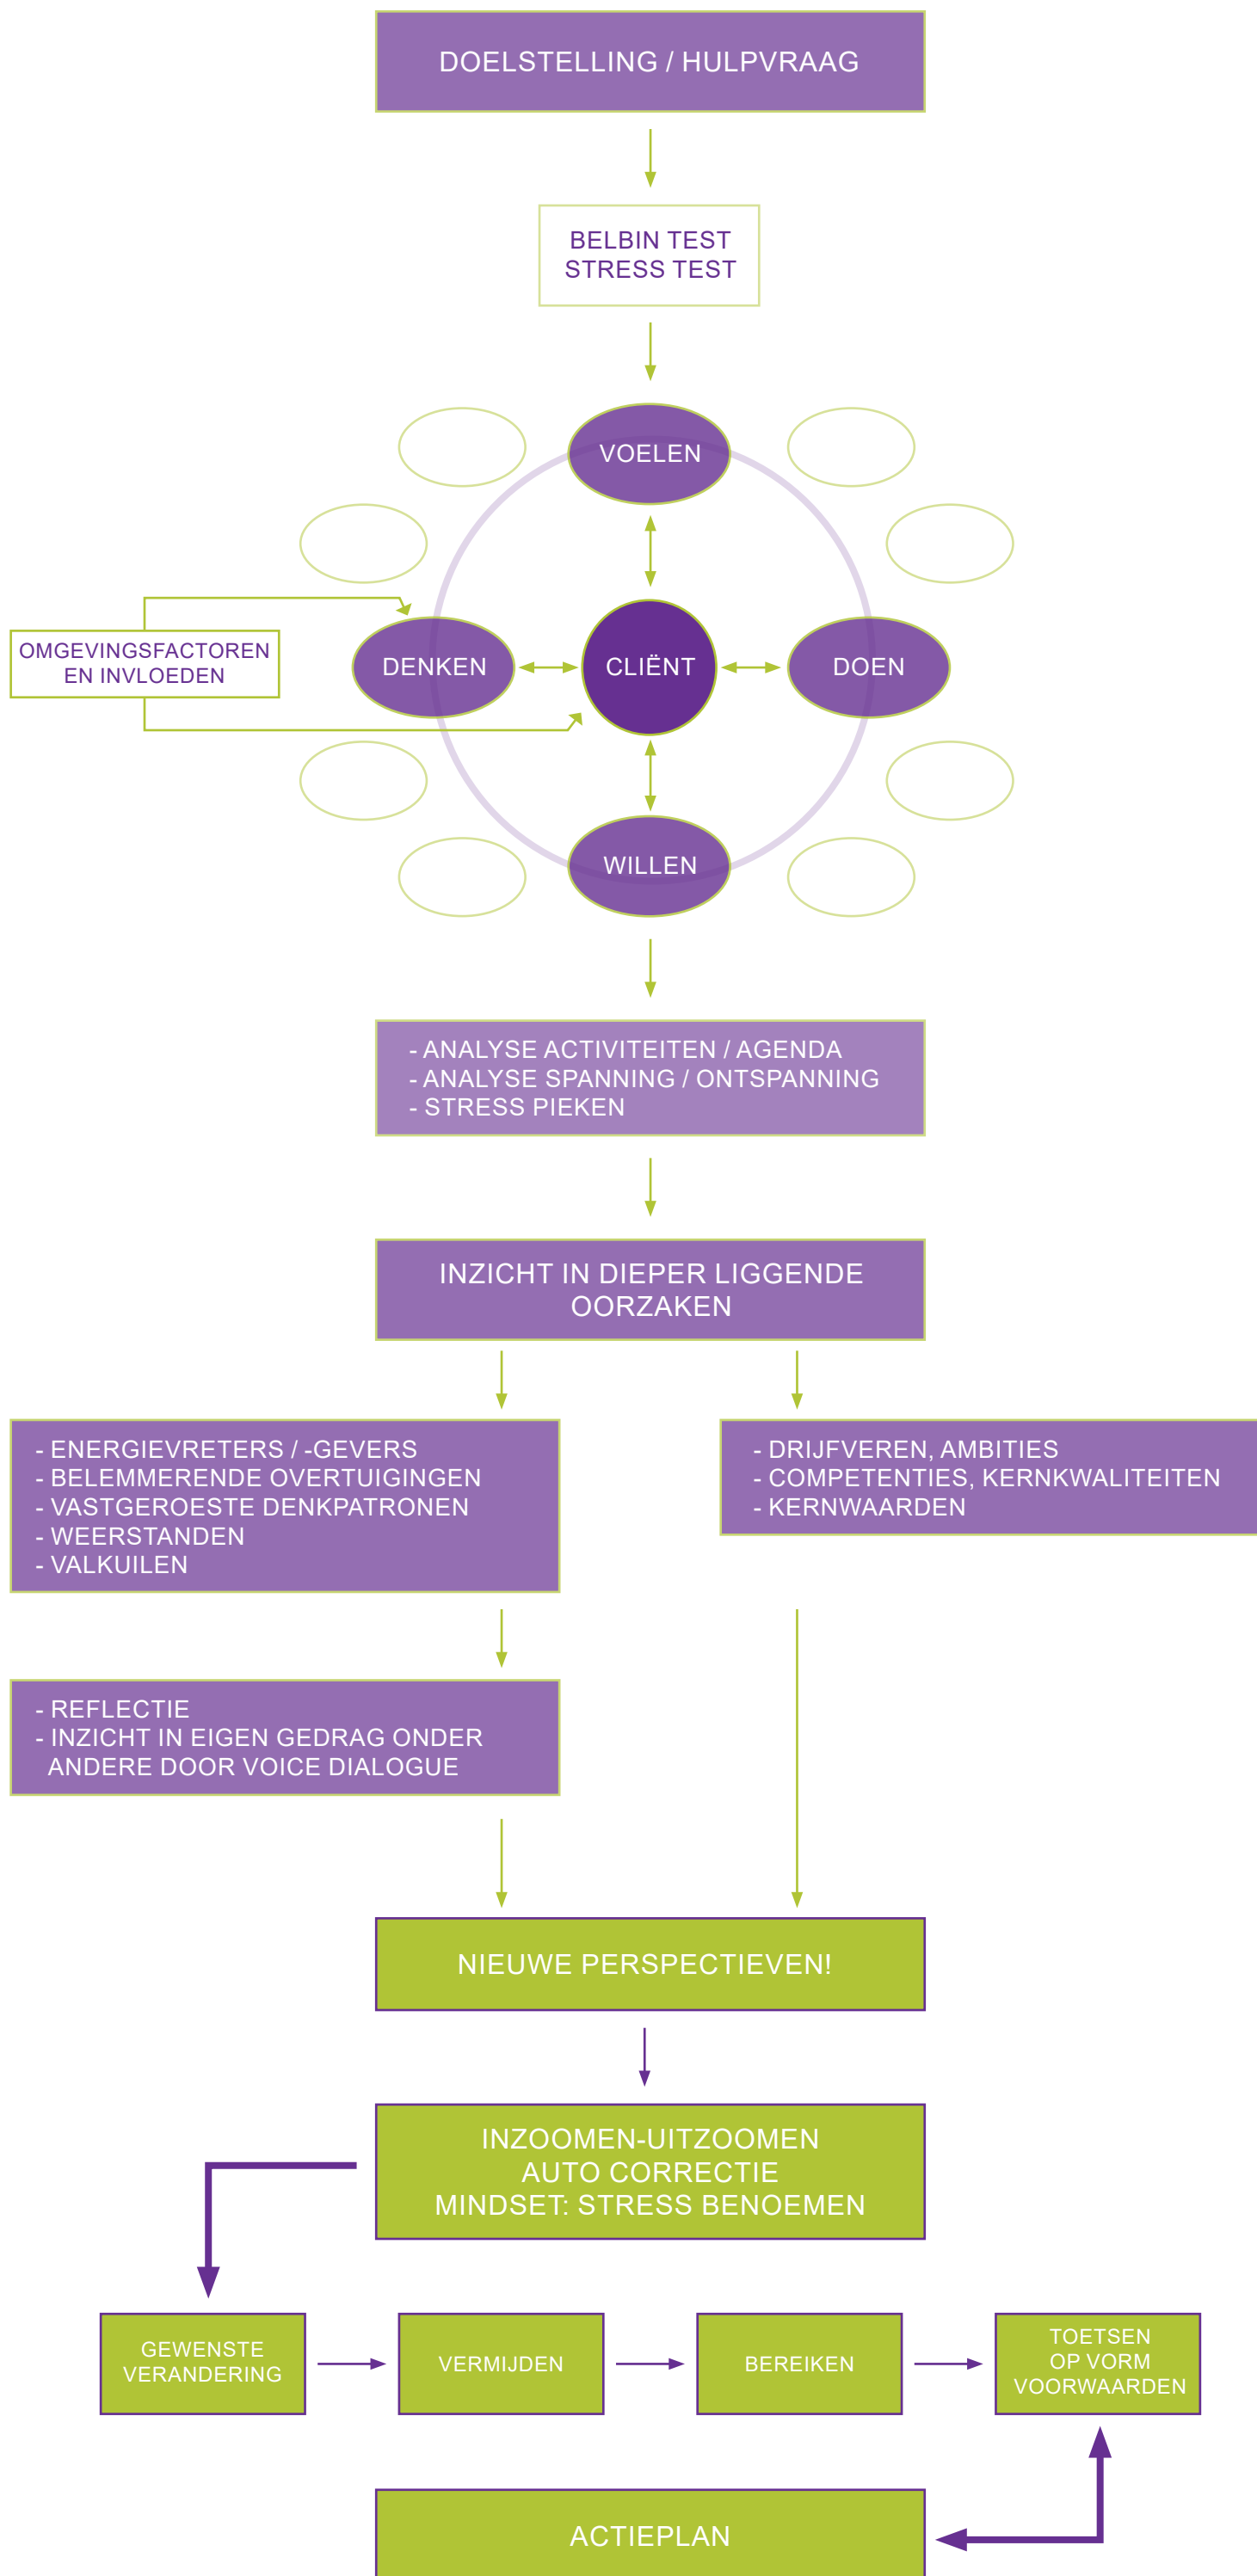 DOELSTELLING / HULPVRAAG
BELBIN TEST
STRESS TEST
VOELEN
OMGEVINGSFACTOREN
EN INVLOEDEN
DENKEN
CLIËNT
DOEN
WILLEN
- ANALYSE ACTIVITEITEN / AGENDA
- ANALYSE SPANNING / ONTSPANNING
- STRESS PIEKEN
INZICHT IN DIEPER LIGGENDE
OORZAKEN
- ENERGIEVRETERS / -GEVERS
- BELEMMERENDE OVERTUIGINGEN
- VASTGEROESTE DENKPATRONEN
- WEERSTANDEN
- VALKUILEN
- DRIJFVEREN, AMBITIES
- COMPETENTIES, KERNKWALITEITEN
- KERNWAARDEN
- REFLECTIE
- INZICHT IN EIGEN GEDRAG ONDER
ANDERE DOOR VOICE DIALOGUE
NIEUWE PERSPECTIEVEN!
INZOOMEN-UITZOOMEN
AUTO CORRECTIE
MINDSET: STRESS BENOEMEN
GEWENSTE
VERANDERING
VERMIJDEN
BEREIKEN
TOETSEN
OP VORM
VOORWAARDEN
ACTIEPLAN